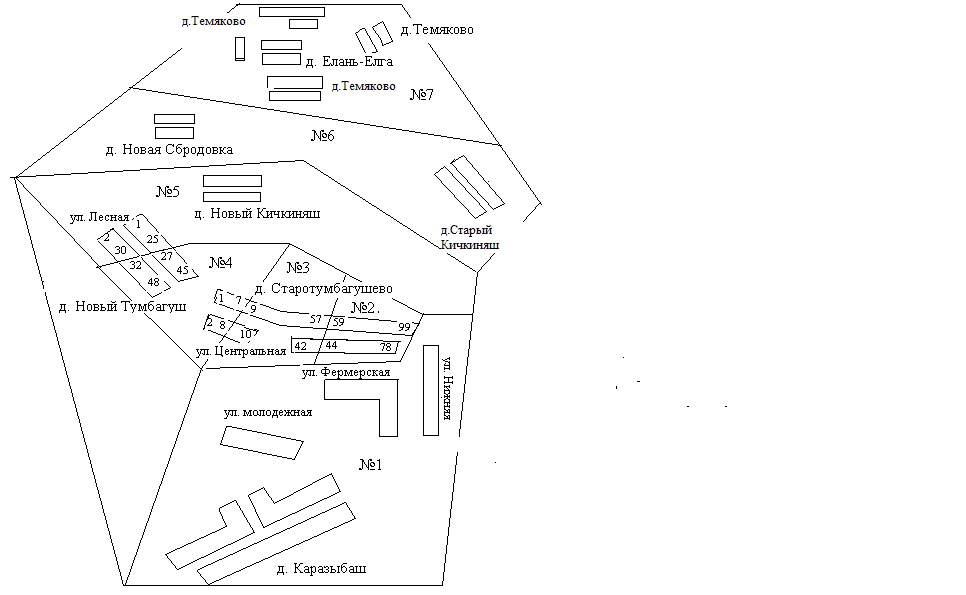 д.Темяково
д.Темяково
д. Елань-Елга
д.Темяково
№7
№6
д. Новая Сбродовка
№5
д. Новый Кичкиняш
д.Старый
Кичкиняш
ул. Лесная
1
2
25
30
27
32
45
48
№4
№3
д. Новый Тумбагуш
д. Старотумбагушево
№2.
1
7
9
57
59
99
2
8
10
42
44
78
ул. Центральная
ул. Фермерская
ул. Нижняя
ул. молодежная
№1
д. Каразыбаш